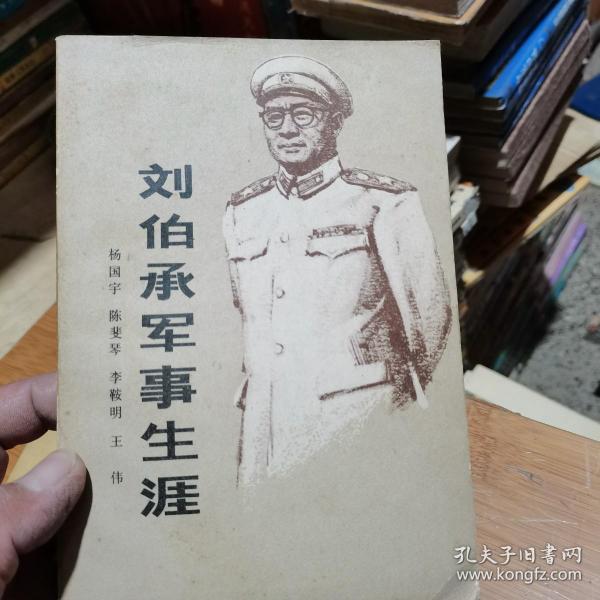 刘伯承军事生涯
杨国宇 陈斐琴 李鞍明 王伟
孔夫子旧书网
www.kongfz.com